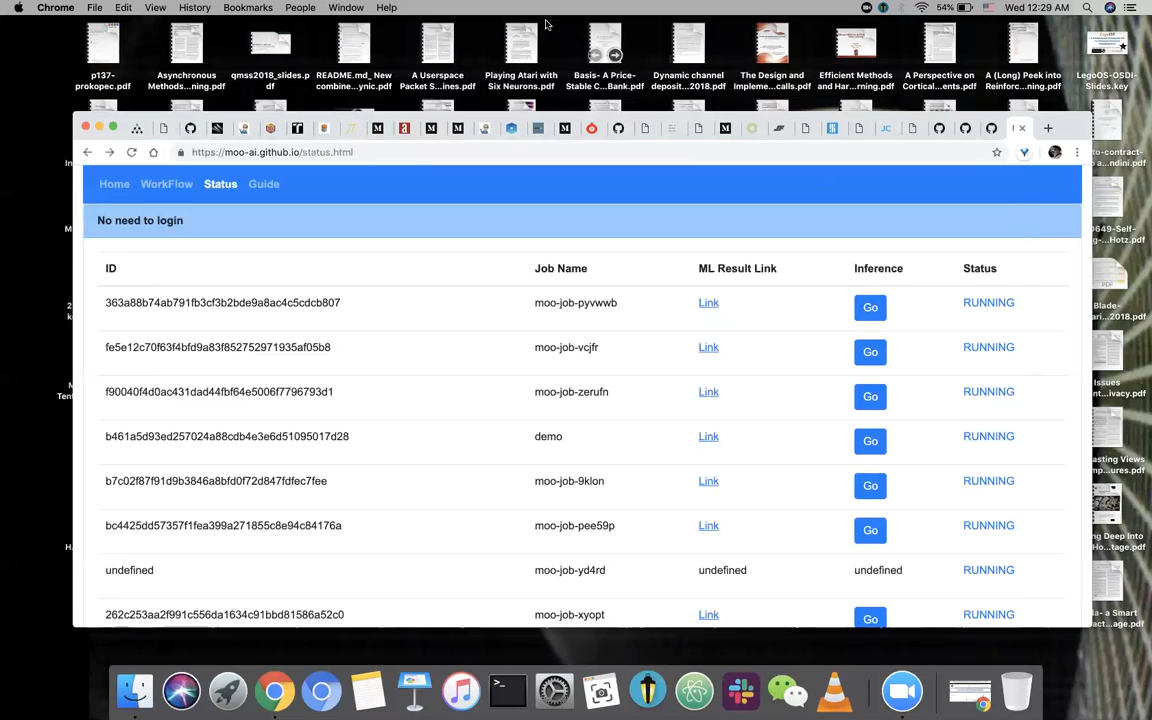 Chrome File Edit View History Bookmarks People Window Help 54% Wed 12:29 AM
p137-prokopec.pdf
Asynchronous Methods...ning.pdf
qmss2018_slides.pdf
README.md_ New combine...ynic.pdf
A Userspace Packet S...ines.pdf
Playing Atari with Six Neurons.pdf
Basis- A Price-Stable C...Bank.pdf
Dynamic channel deposit...2018.pdf
The Design and Impleme...calls.pdf
Efficient Methods and Har...rning.pdf
A Perspective on Cortical...ents.pdf
A (Long) Peek into Reinforc...ning.pdf
LegoOS-OSDI-Slides.key
https://moo-ai.github.io/status.html
Home WorkFlow Status Guide
No need to login
ID Job Name ML Result Link Inference Status
363a88b74ab791fb3cf3b2bde9a8ac4c5cdcb807 moo-job-pyvwwb Link Go RUNNING
fe5e12c70f63f4bfd9a83f852752971935af05b8 moo-job-vcjfr Link Go RUNNING
f90040f4d0ac431dad44fbf64e5006f7796793d1 moo-job-zerufn Link Go RUNNING
b461a5d93ed257024a88cdb4e3e6d51095017d28 demo Link Go RUNNING
b7c02f87f91d9b3846a8bfd0f72d847fdfec7fee moo-job-9klon Link Go RUNNING
bc4425dd57357f1fea399a271855c8e94c84176a moo-job-pee59p Link Go RUNNING
undefined moo-job-yd4rd undefined undefined RUNNING
262c253aa2f991c556da1634c91bbd81586a52c0 moo-job-xyopt Link Go RUNNING